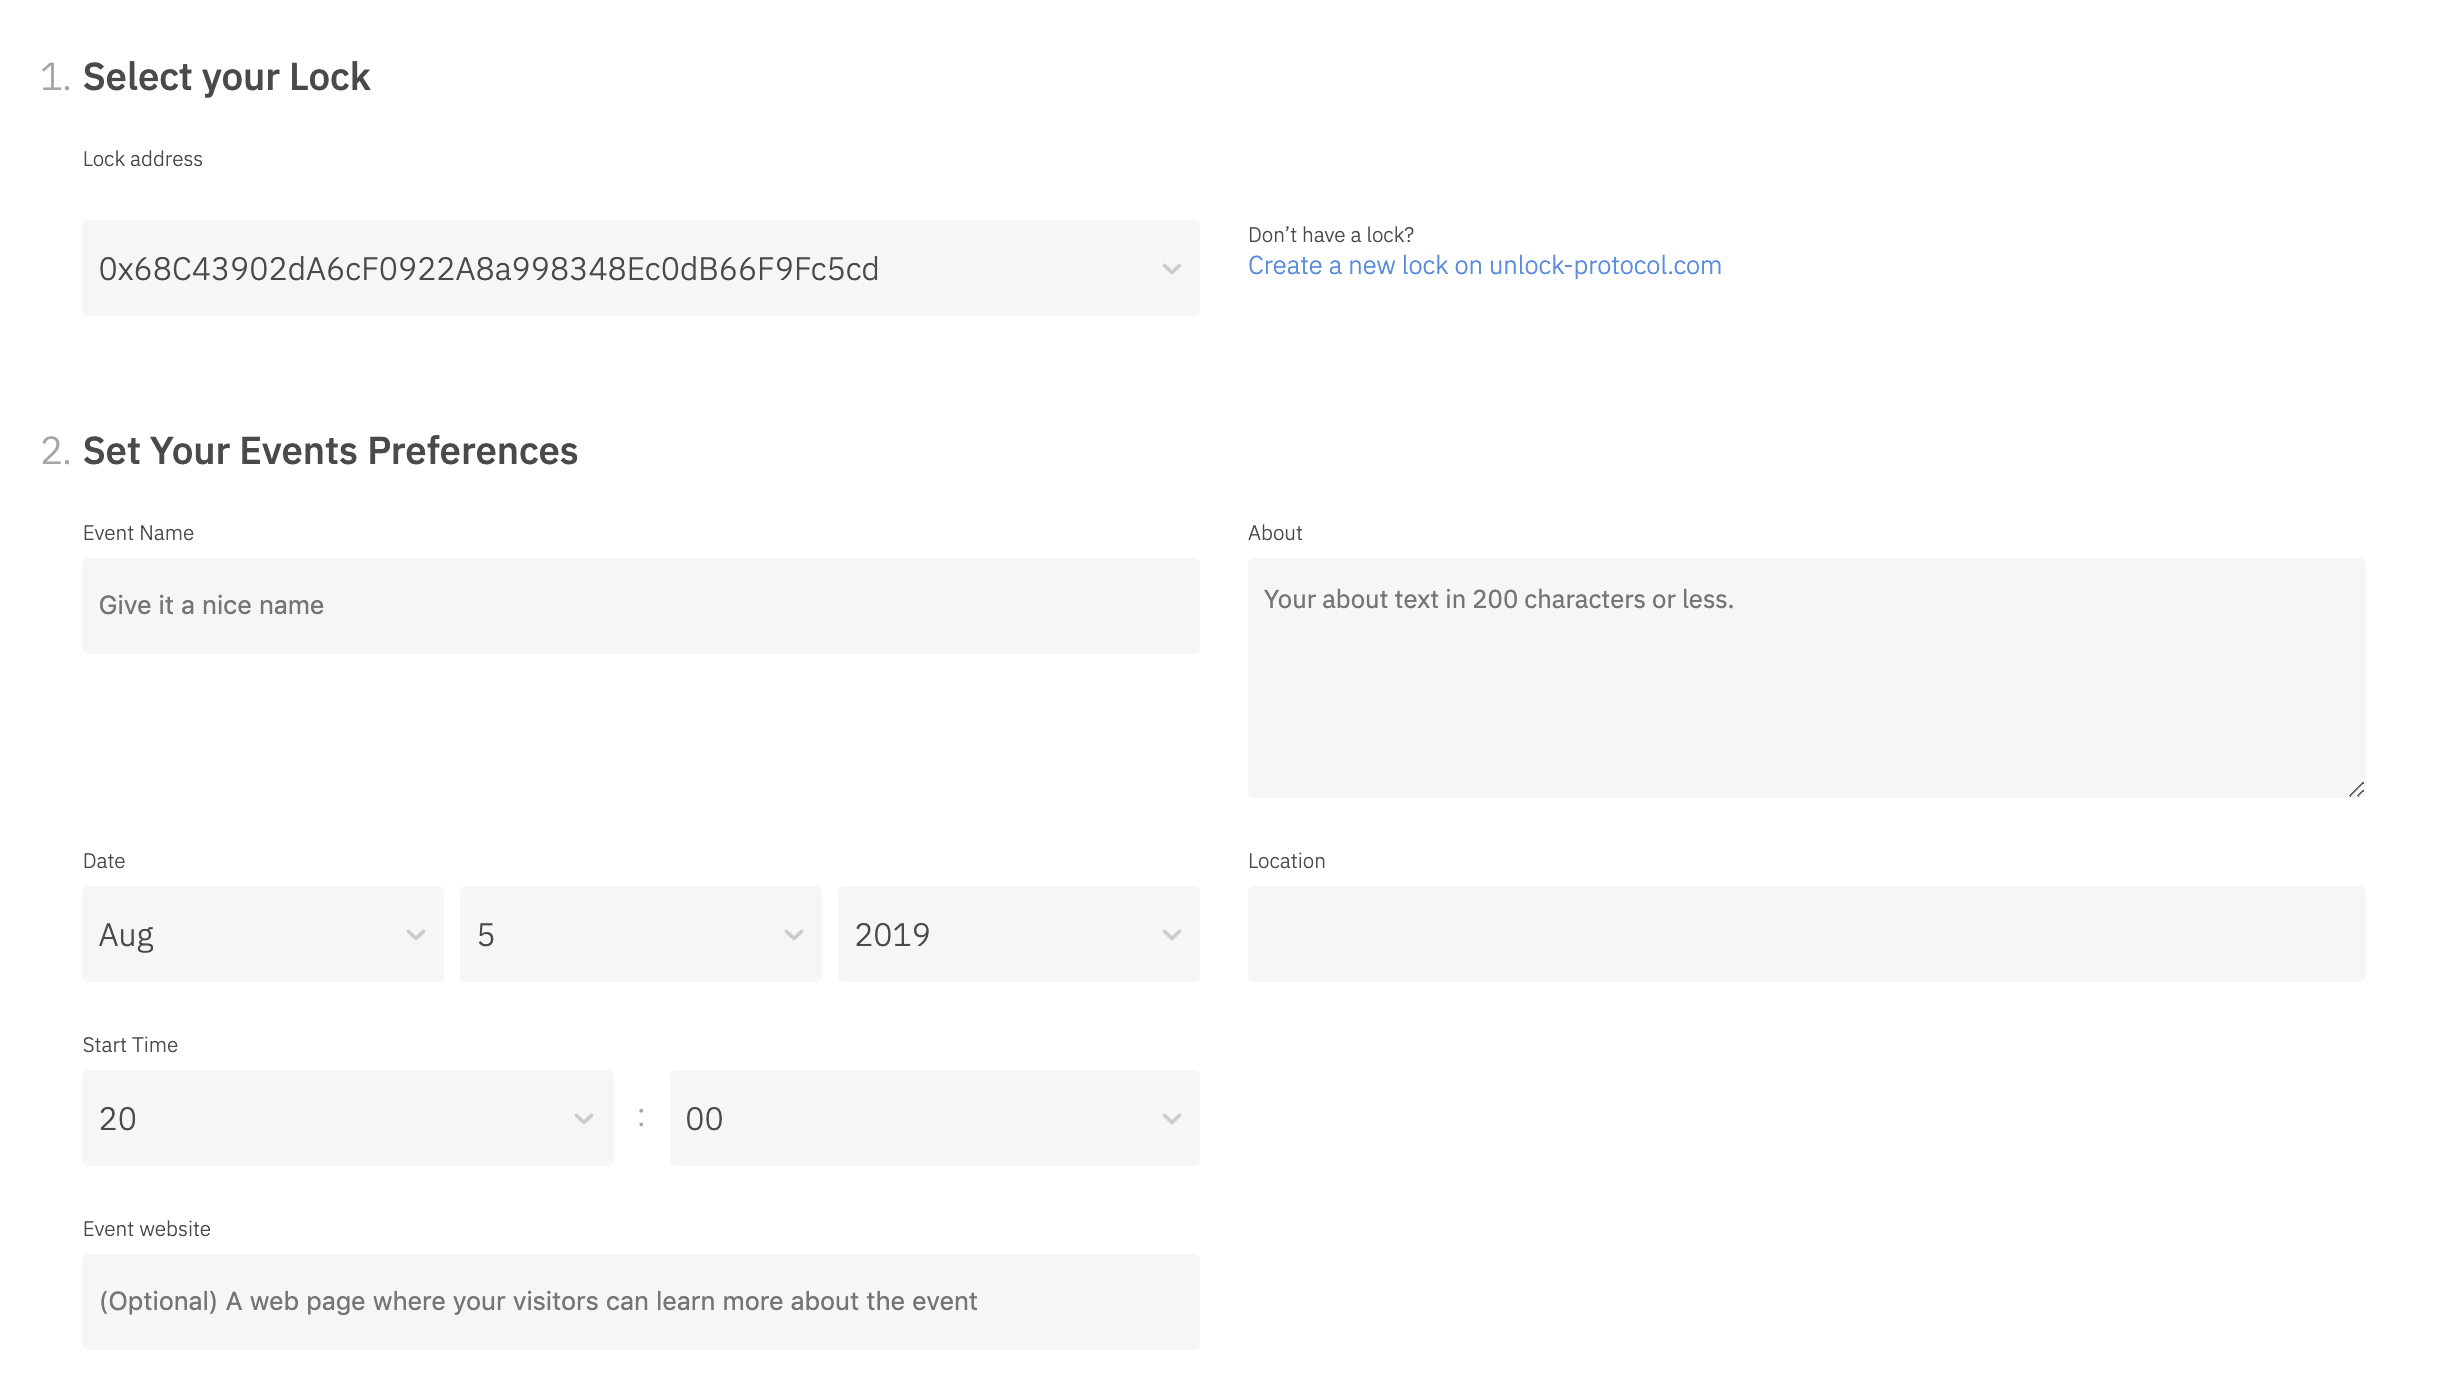 1. Select your Lock
Lock address
0x68C43902dA6cF0922A8a998348Ec0dB66F9Fc5cd
Don’t have a lock?
Create a new lock on unlock-protocol.com
2. Set Your Events Preferences
Event Name
Give it a nice name
About
Your about text in 200 characters or less.
Date
Aug 5 2019
Location
Start Time
20 : 00
Event website
(Optional) A web page where your visitors can learn more about the event